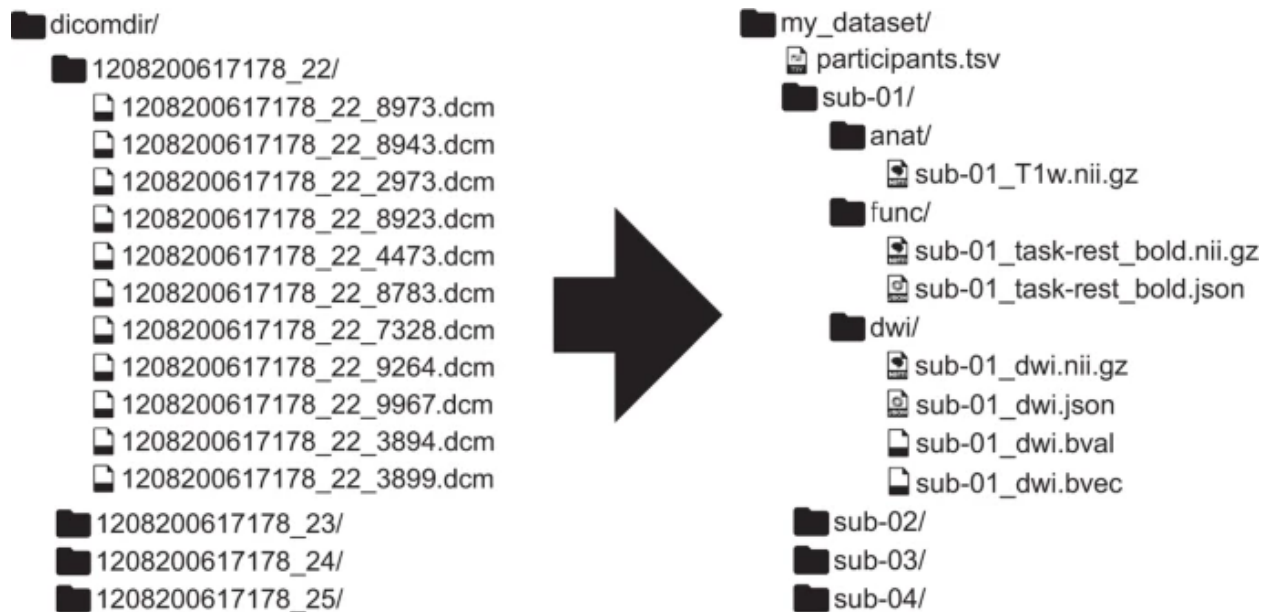 dicomdir/
1208200617178_22/
1208200617178_22_8973.dcm
1208200617178_22_8943.dcm
1208200617178_22_2973.dcm
1208200617178_22_8923.dcm
1208200617178_22_4473.dcm
1208200617178_22_8783.dcm
1208200617178_22_7328.dcm
1208200617178_22_9264.dcm
1208200617178_22_9967.dcm
1208200617178_22_3894.dcm
1208200617178_22_3899.dcm
1208200617178_23/
1208200617178_24/
1208200617178_25/
my_dataset/
participants.tsv
sub-01/
anat/
sub-01_T1w.nii.gz
func/
sub-01_task-rest_bold.nii.gz
sub-01_task-rest_bold.json
dwi/
sub-01_dwi.nii.gz
sub-01_dwi.json
sub-01_dwi.bval
sub-01_dwi.bvec
sub-02/
sub-03/
sub-04/